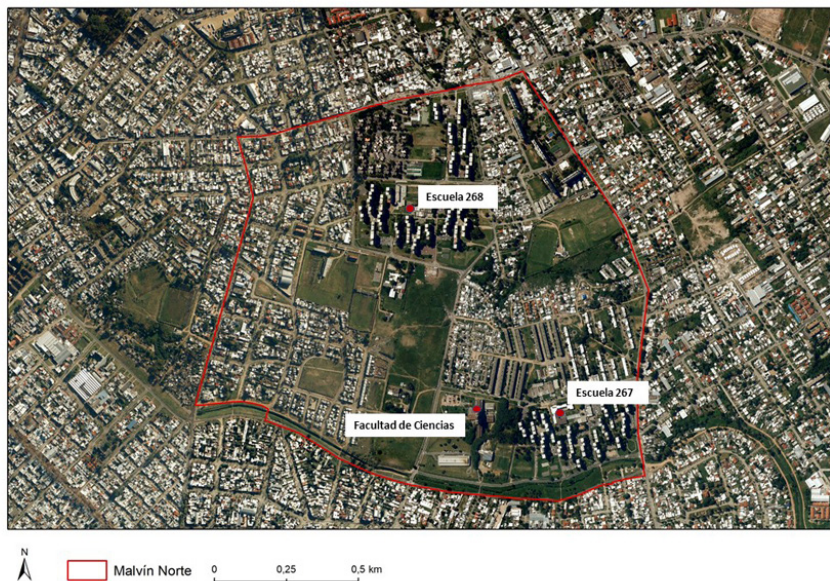 Escuela 268
Escuela 267
Facultad de Ciencias
N
Malvín Norte
0 0,25 0,5 km